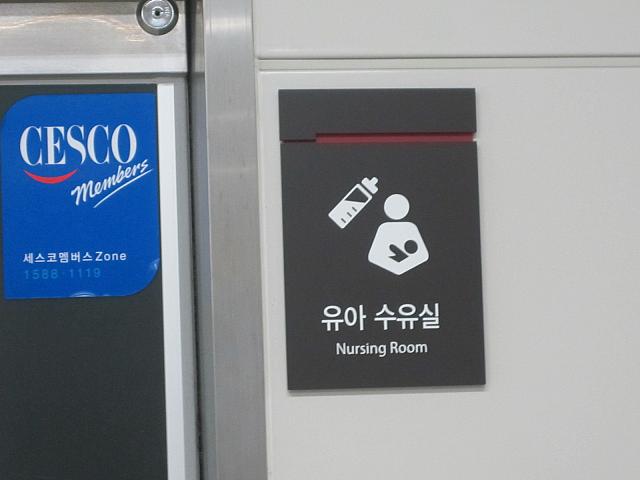 CESCO
Members
세스코멤버스Zone
1588-1119
유아 수유실
Nursing Room